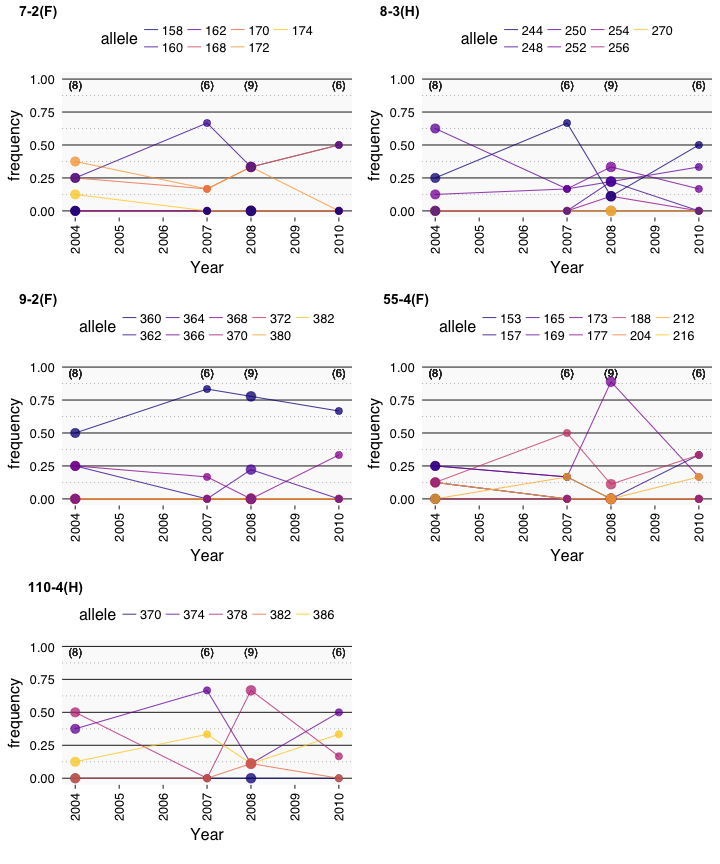 7-2(F)
allele 158 162 170 174
160 168 172
(8) (6) (9) (6)
1.00
0.75
0.50
0.25
0.00
frequency
2004 2005 2006 2007 2008 2009 2010
Year
8-3(H)
allele 244 250 254 270
248 252 256
(8) (6) (9) (6)
1.00
0.75
0.50
0.25
0.00
frequency
2004 2005 2006 2007 2008 2009 2010
Year
9-2(F)
allele 360 364 368 372 382
362 366 370 380
(8) (6) (9) (6)
1.00
0.75
0.50
0.25
0.00
frequency
2004 2005 2006 2007 2008 2009 2010
Year
55-4(F)
allele 153 165 173 188 212
157 169 177 204 216
(8) (6) (9) (6)
1.00
0.75
0.50
0.25
0.00
frequency
2004 2005 2006 2007 2008 2009 2010
Year
110-4(H)
allele 370 374 378 382 386
(8) (6) (9) (6)
1.00
0.75
0.50
0.25
0.00
frequency
2004 2005 2006 2007 2008 2009 2010
Year